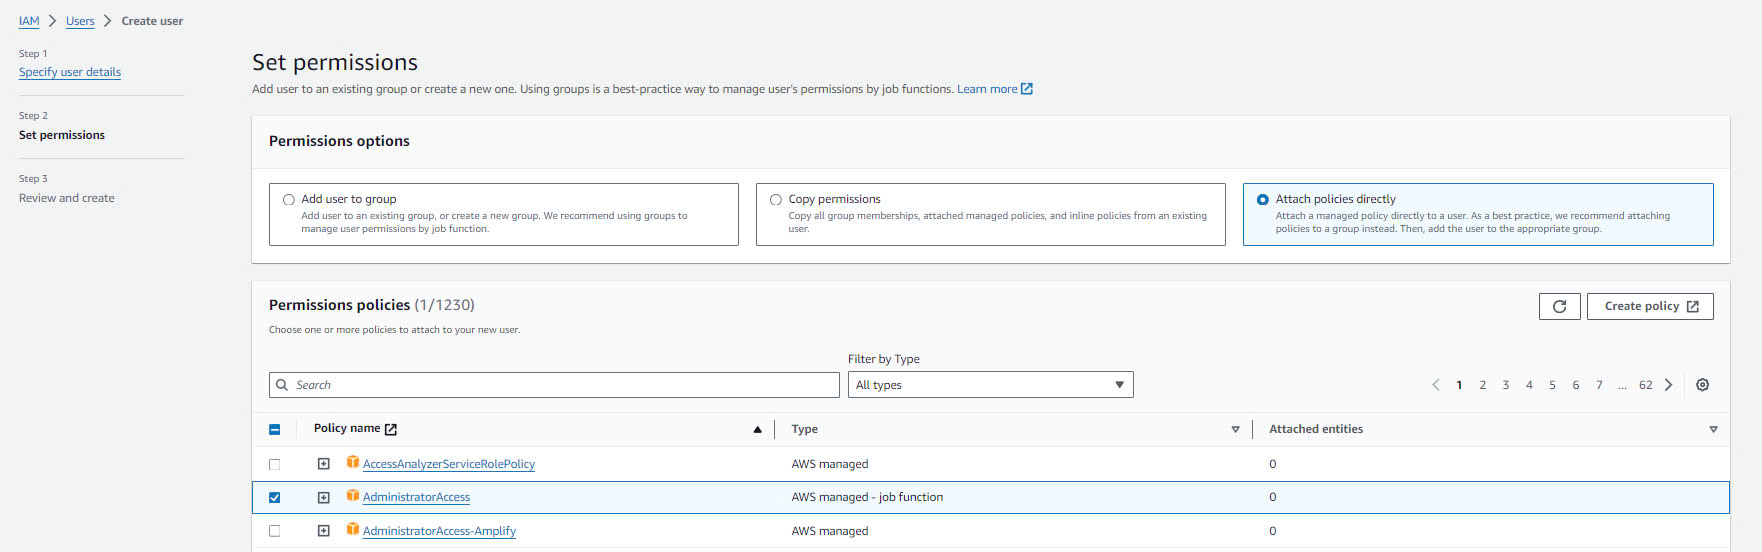 IAM > Users > Create user
Step 1
Specify user details
Step 2
Set permissions
Step 3
Review and create
Set permissions
Add user to an existing group or create a new one. Using groups is a best-practice way to manage user's permissions by job functions. Learn more
Permissions options
Add user to group
Add user to an existing group, or create a new group. We recommend using groups to
manage user permissions by job function.
Copy permissions
Copy all group memberships, attached managed policies, and inline policies from an existing
user.
Attach policies directly
Attach a managed policy directly to a user. As a best practice, we recommend attaching
policies to a group instead. Then, add the user to the appropriate group.
Permissions policies (1/1230)
Create policy
Choose one or more policies to attach to your new user.
Filter by Type
Search
All types
1 2 3 4 5 6 7 ... 62
Policy name Type Attached entities
AccessAnalyzerServiceRolePolicy AWS managed 0
AdministratorAccess AWS managed - job function 0
AdministratorAccess-Amplify AWS managed 0